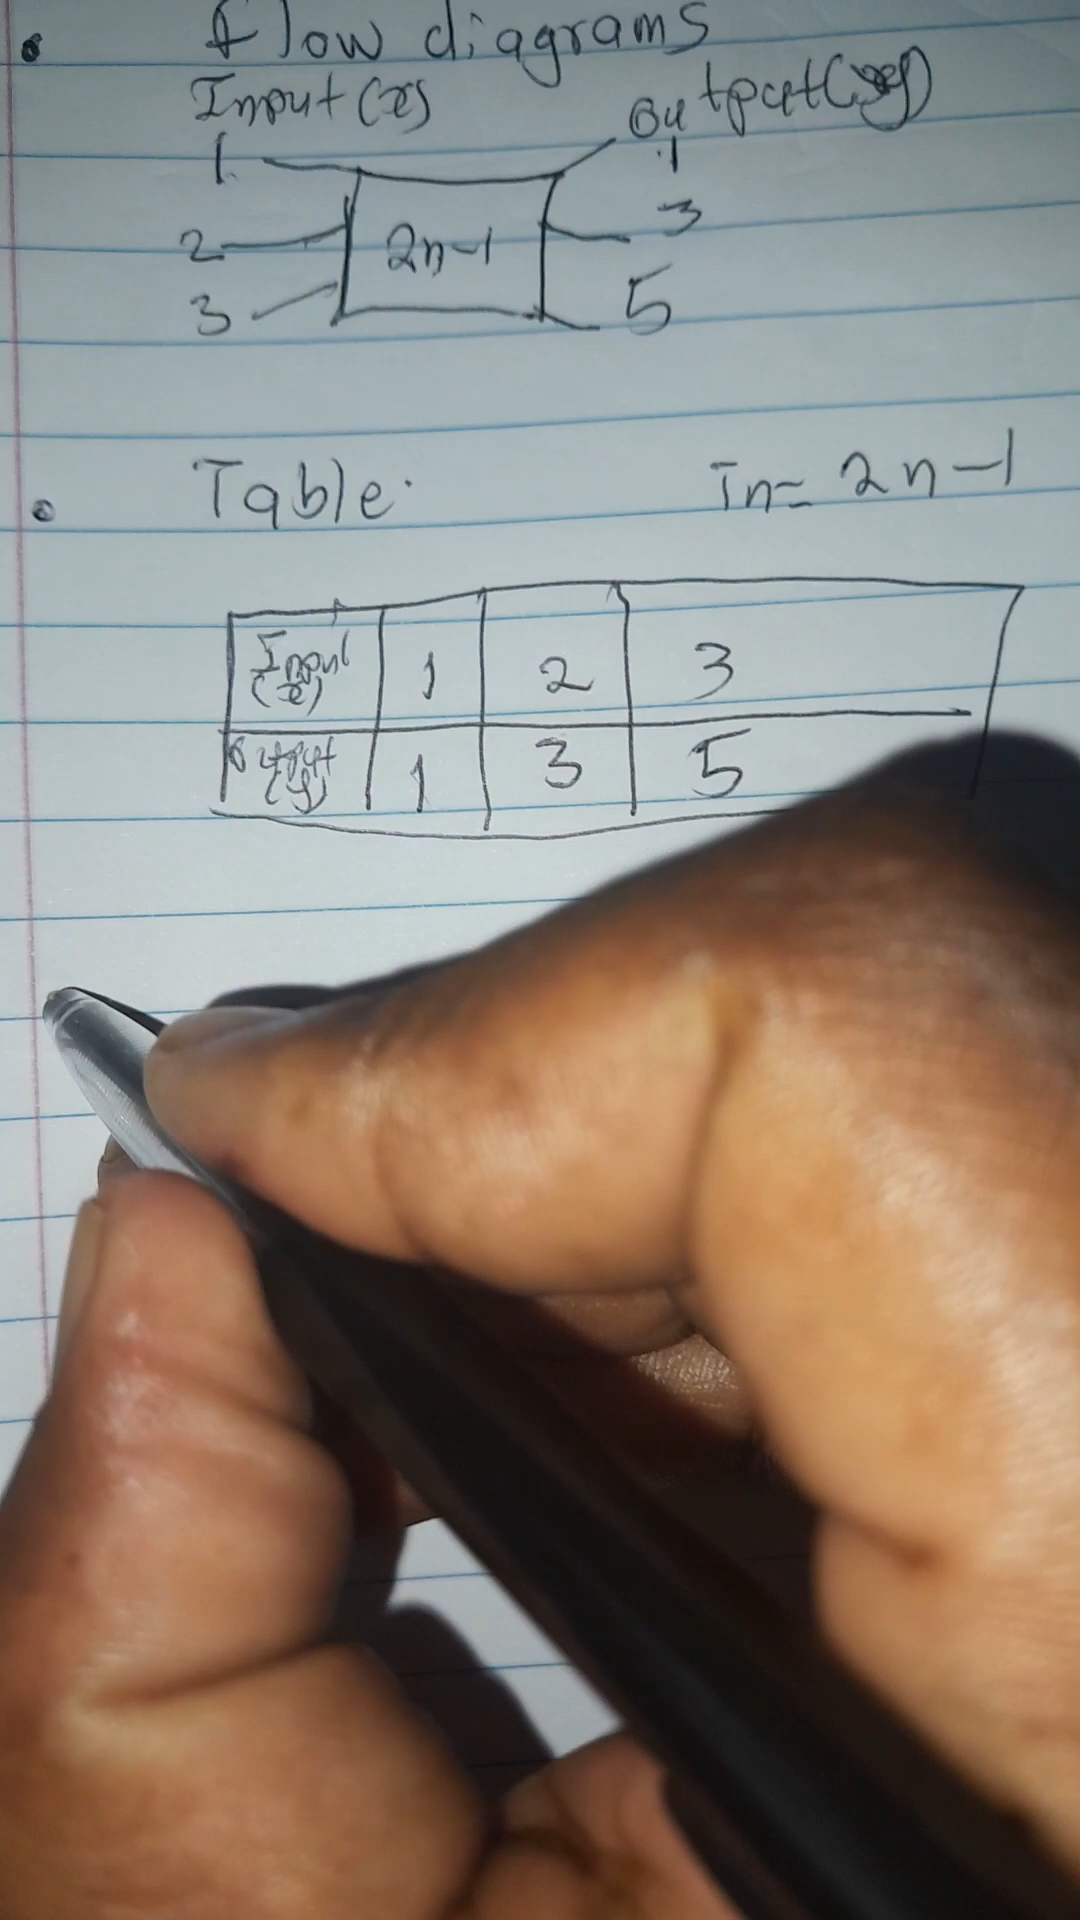 Flow diagrams
Input (x) Output (y)
1 1
2 2n-1 3
3 5
Table Tn = 2n-1
Input (x) 1 2 3
Output (y) 1 3 5